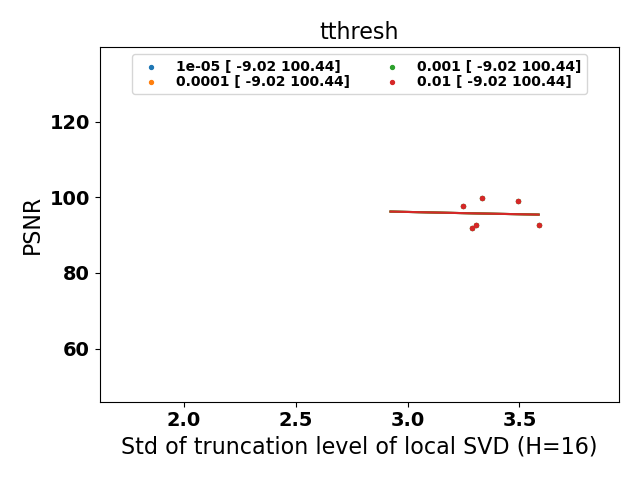 tthresh
1e-05 [ -9.02 100.44]
0.0001 [ -9.02 100.44]
0.001 [ -9.02 100.44]
0.01 [ -9.02 100.44]
PSNR
120
100
80
60
2.0 2.5 3.0 3.5
Std of truncation level of local SVD (H=16)